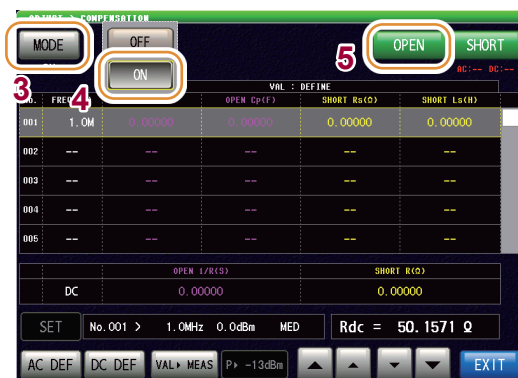 ADJUST > COMPENSATION
MODE OFF OPEN SHORT
ON 5 AC:-- DC:--
3 4 VAL : DEFINE
No. OPEN Cp(F) SHORT Rs(Ω) SHORT Ls(H)
001 1.0M 0.00000 0.00000 0.00000 0.00000
002 -- -- -- -- --
003 -- -- -- -- --
004 -- -- -- -- --
005 -- -- -- -- --
OPEN 1/R(S) SHORT R(Ω)
DC 0.00000 0.00000
SET No.001 > 1.0MHz 0.0dBm MED Rdc = 50.1571 Ω
AC DEF DC DEF VAL▸ MEAS P▸ -13dBm ▲ ▲ ▼ ▼ EXIT